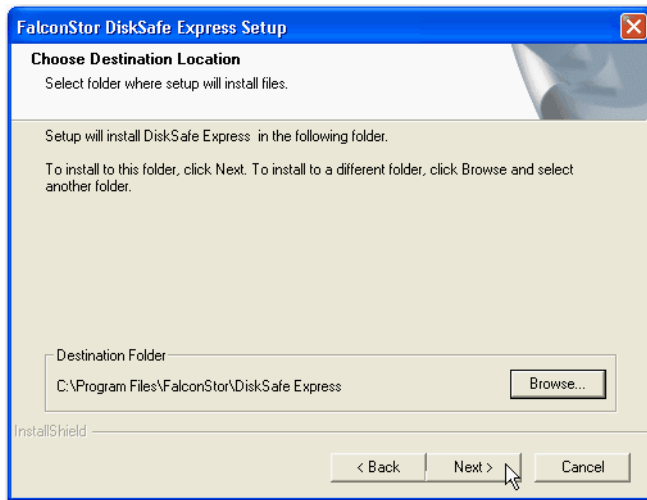 FalconStor DiskSafe Express Setup
Choose Destination Location
Select folder where setup will install files.
Setup will install DiskSafe Express  in the following folder.
To install to this folder, click Next. To install to a different folder, click Browse and select
another folder.
Destination Folder
C:\Program Files\FalconStor\DiskSafe Express
Browse...
InstallShield
< Back
Next >
Cancel